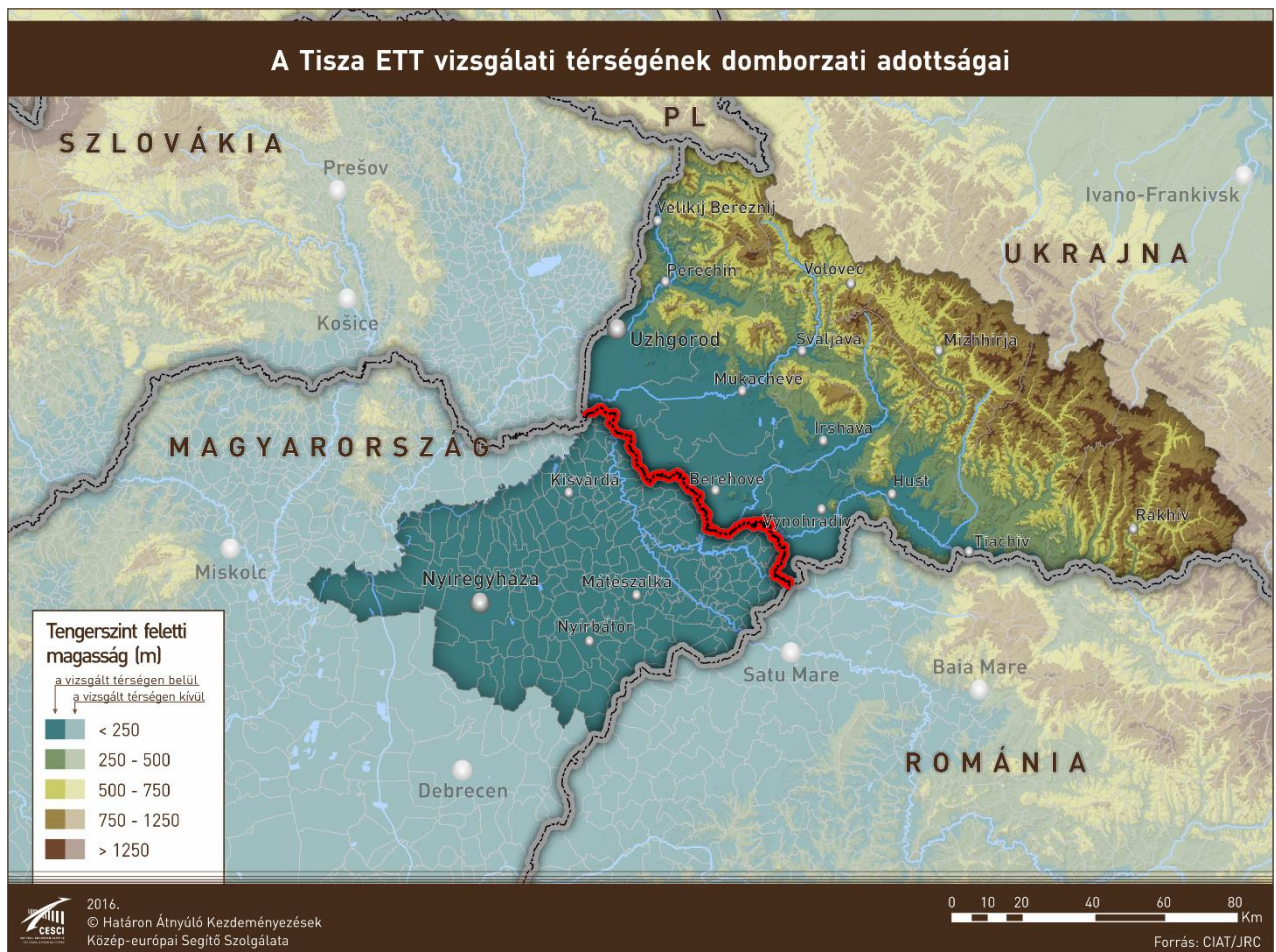 A Tisza ETT vizsgálati térségének domborzati adottságai
PL
SZLOVÁKIA
Prešov
Ivano-Frankivsk
Velikij Bereznij
UKRAJNA
Perechin
Volovec
Košice
Uzhgorod
Svaljava
Mizhhirja
Mukacheve
MAGYARORSZÁG
Irshava
Kisvárda
Berehove
Hust
Vynohradiv
Rakhiv
Tiachiv
Miskolc
Nyíregyháza
Mátészalka
Nyírbátor
Satu Mare
Baia Mare
ROMÁNIA
Debrecen
Tengerszint feletti
magasság (m)
a vizsgált térségen belül
a vizsgált térségen kívül
< 250
250 - 500
500 - 750
750 - 1250
> 1250
CESCI
2016.
© Határon Átnyúló Kezdeményezések
Közép-európai Segítő Szolgálata
0 10 20 40 60 80
Km
Forrás: CIAT/JRC